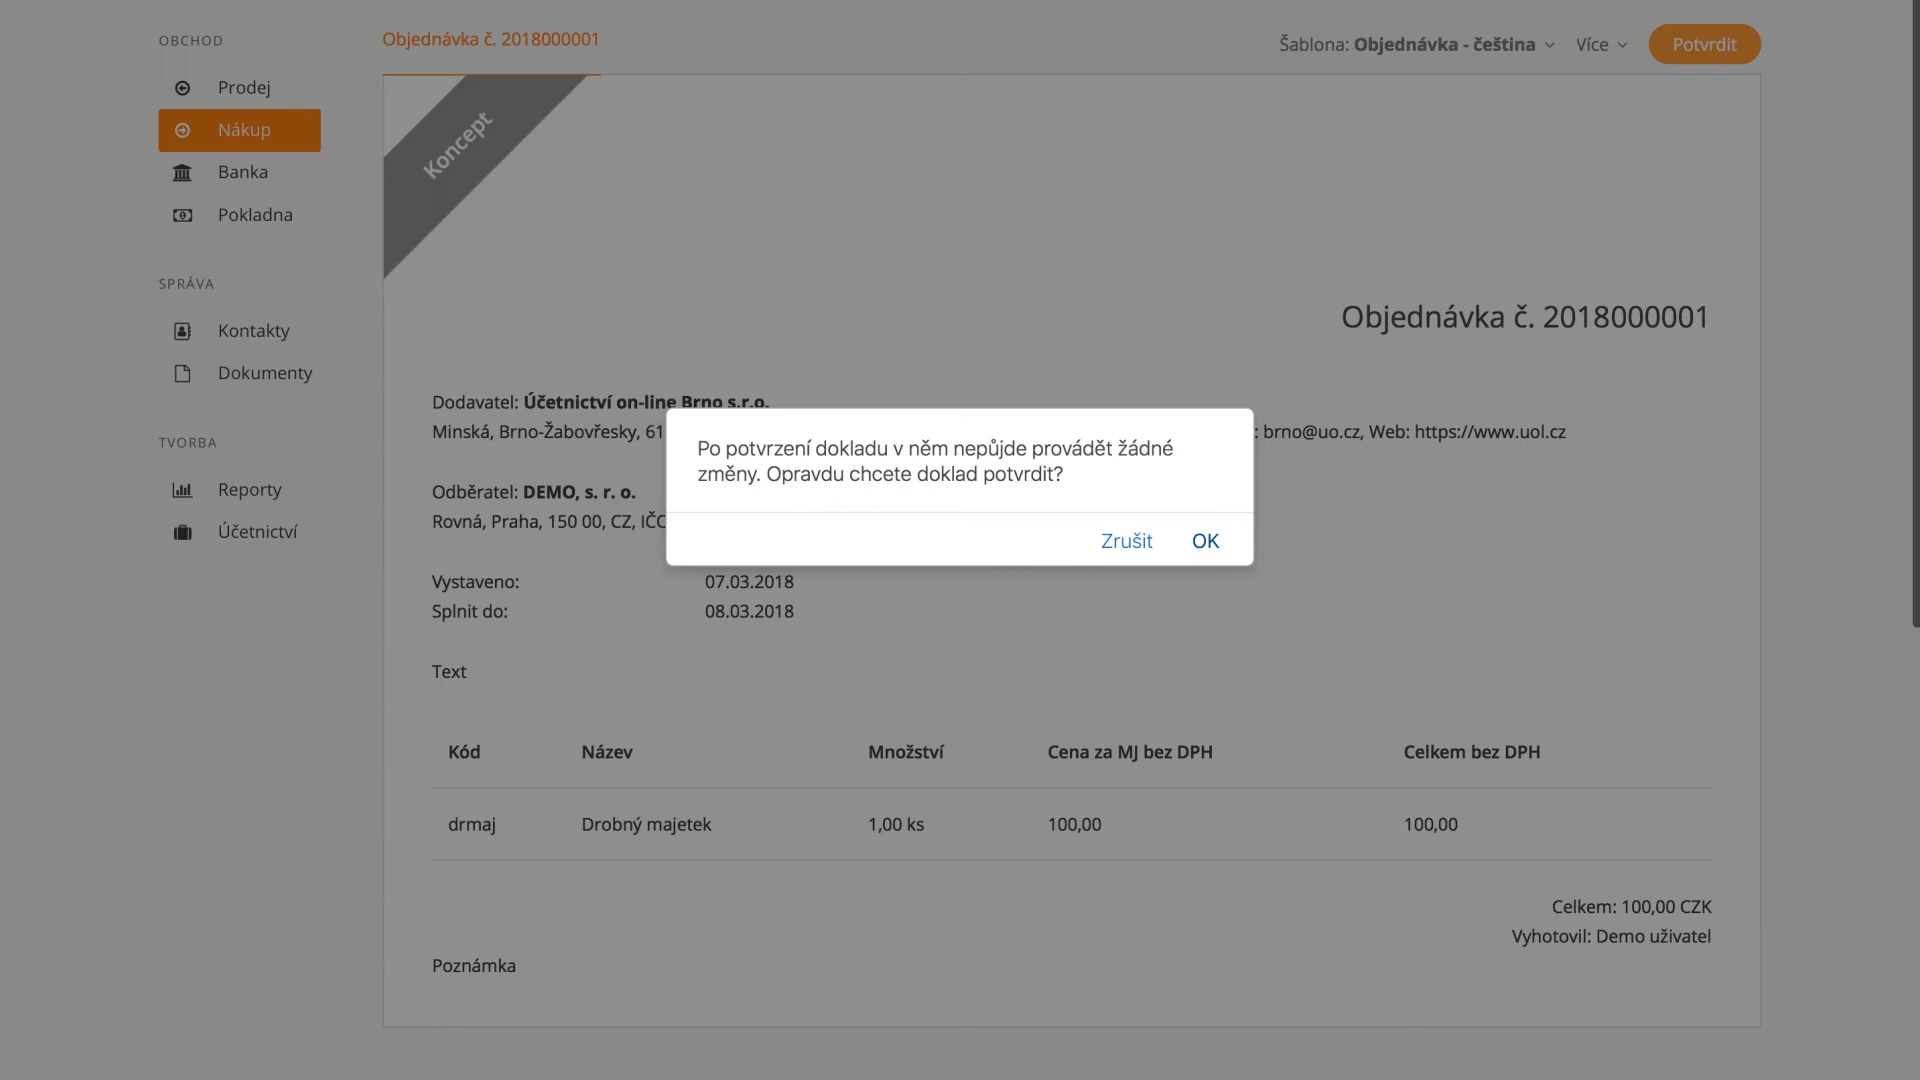 OBCHOD
Prodej
Nákup
Banka
Pokladna
SPRÁVA
Kontakty
Dokumenty
TVORBA
Reporty
Účetnictví
Objednávka č. 2018000001
Šablona: Objednávka - čeština
Více
Potvrdit
Koncept
Objednávka č. 2018000001
Dodavatel: Účetnictví on-line Brno s.r.o.
Minská, Brno-Žabovřesky, 61
: brno@uo.cz, Web: https://www.uol.cz
Po potvrzení dokladu v něm nepůjde provádět žádné
změny. Opravdu chcete doklad potvrdit?
Zrušit
OK
Odběratel: DEMO, s. r. o.
Rovná, Praha, 150 00, CZ, IČO
Vystaveno: 07.03.2018
Splnit do: 08.03.2018
Text
Kód Název Množství Cena za MJ bez DPH Celkem bez DPH
drmaj Drobný majetek 1,00 ks 100,00 100,00
Celkem: 100,00 CZK
Vyhotovil: Demo uživatel
Poznámka